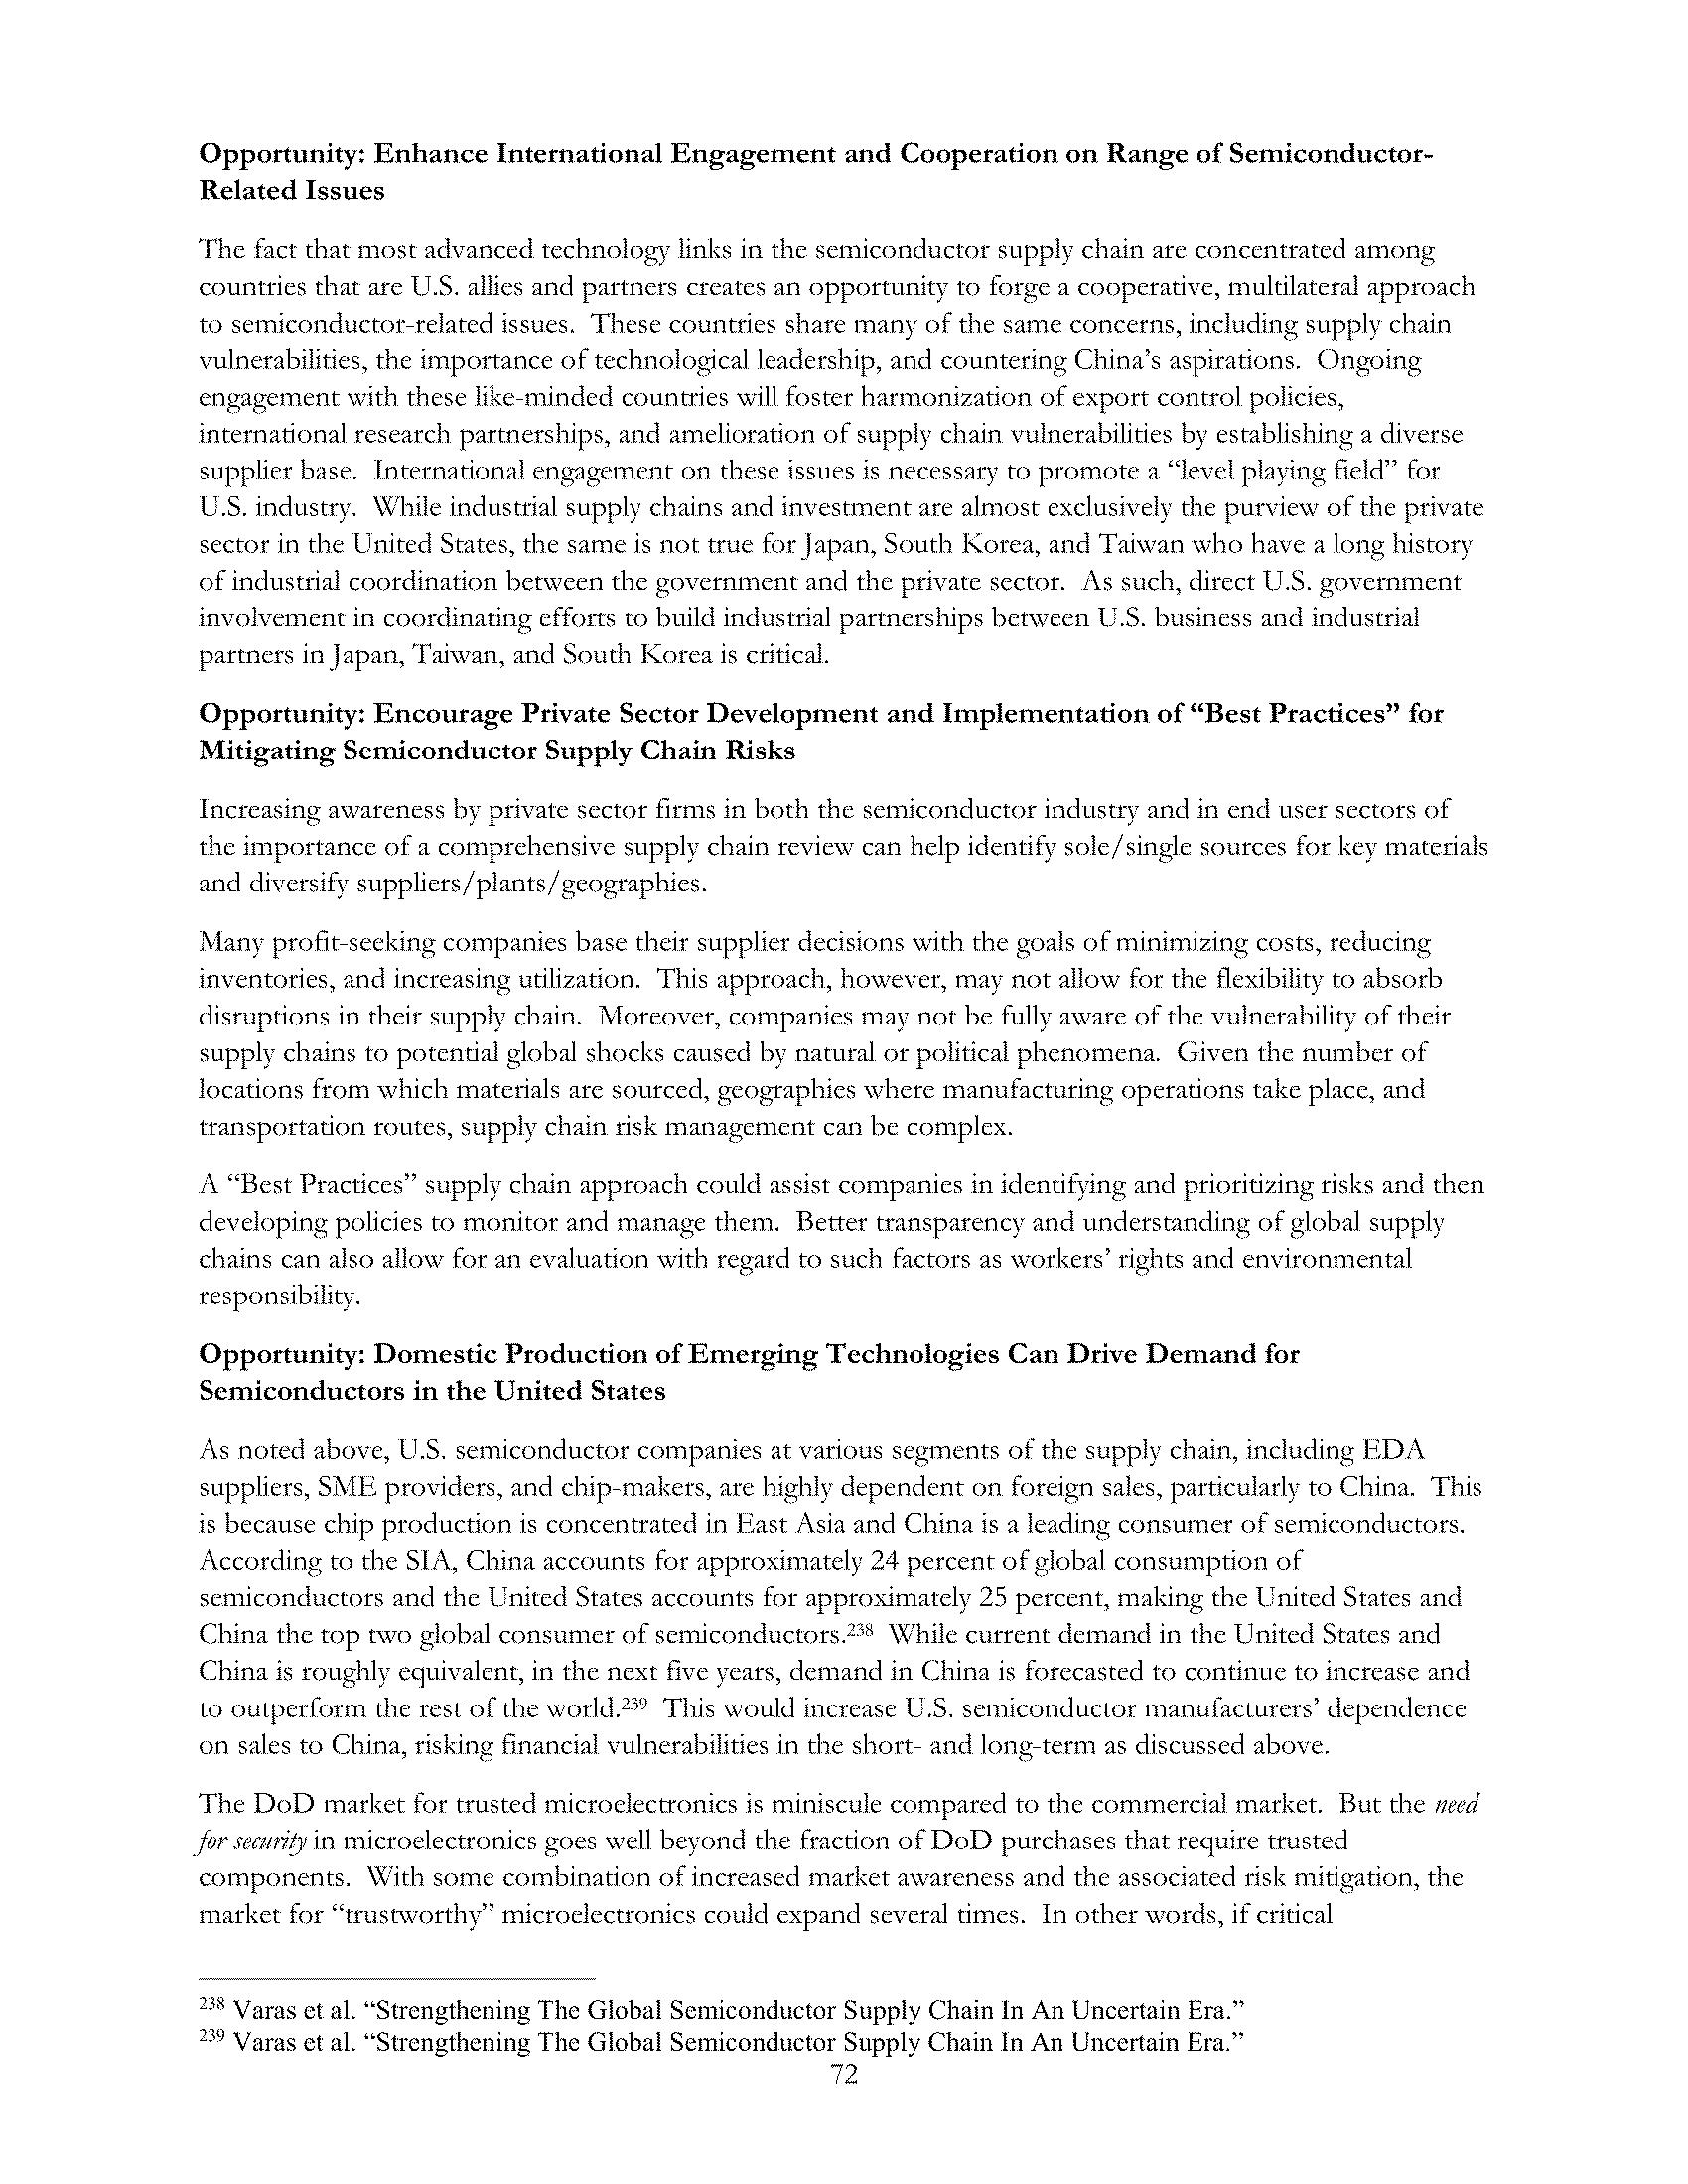 Opportunity: Enhance International Engagement and Cooperation on Range of Semiconductor-
Related Issues
The fact that most advanced technology links in the semiconductor supply chain are concentrated among
countries that are U.S. allies and partners creates an opportunity to forge a cooperative, multilateral approach
to semiconductor-related issues.  These countries share many of the same concerns, including supply chain
vulnerabilities, the importance of technological leadership, and countering China’s aspirations.  Ongoing
engagement with these like-minded countries will foster harmonization of export control policies,
international research partnerships, and amelioration of supply chain vulnerabilities by establishing a diverse
supplier base.  International engagement on these issues is necessary to promote a “level playing field” for
U.S. industry.  While industrial supply chains and investment are almost exclusively the purview of the private
sector in the United States, the same is not true for Japan, South Korea, and Taiwan who have a long history
of industrial coordination between the government and the private sector.  As such, direct U.S. government
involvement in coordinating efforts to build industrial partnerships between U.S. business and industrial
partners in Japan, Taiwan, and South Korea is critical.
Opportunity: Encourage Private Sector Development and Implementation of “Best Practices” for
Mitigating Semiconductor Supply Chain Risks
Increasing awareness by private sector firms in both the semiconductor industry and in end user sectors of
the importance of a comprehensive supply chain review can help identify sole/single sources for key materials
and diversify suppliers/plants/geographies.
Many profit-seeking companies base their supplier decisions with the goals of minimizing costs, reducing
inventories, and increasing utilization.  This approach, however, may not allow for the flexibility to absorb
disruptions in their supply chain.  Moreover, companies may not be fully aware of the vulnerability of their
supply chains to potential global shocks caused by natural or political phenomena.  Given the number of
locations from which materials are sourced, geographies where manufacturing operations take place, and
transportation routes, supply chain risk management can be complex.
A “Best Practices” supply chain approach could assist companies in identifying and prioritizing risks and then
developing policies to monitor and manage them.  Better transparency and understanding of global supply
chains can also allow for an evaluation with regard to such factors as workers’ rights and environmental
responsibility.
Opportunity: Domestic Production of Emerging Technologies Can Drive Demand for
Semiconductors in the United States
As noted above, U.S. semiconductor companies at various segments of the supply chain, including EDA
suppliers, SME providers, and chip-makers, are highly dependent on foreign sales, particularly to China.  This
is because chip production is concentrated in East Asia and China is a leading consumer of semiconductors.
According to the SIA, China accounts for approximately 24 percent of global consumption of
semiconductors and the United States accounts for approximately 25 percent, making the United States and
China the top two global consumer of semiconductors.238  While current demand in the United States and
China is roughly equivalent, in the next five years, demand in China is forecasted to continue to increase and
to outperform the rest of the world.239  This would increase U.S. semiconductor manufacturers’ dependence
on sales to China, risking financial vulnerabilities in the short- and long-term as discussed above.
The DoD market for trusted microelectronics is miniscule compared to the commercial market.  But the need
for security in microelectronics goes well beyond the fraction of DoD purchases that require trusted
components.  With some combination of increased market awareness and the associated risk mitigation, the
market for “trustworthy” microelectronics could expand several times.  In other words, if critical
238 Varas et al. “Strengthening The Global Semiconductor Supply Chain In An Uncertain Era.”
239 Varas et al. “Strengthening The Global Semiconductor Supply Chain In An Uncertain Era.”
72